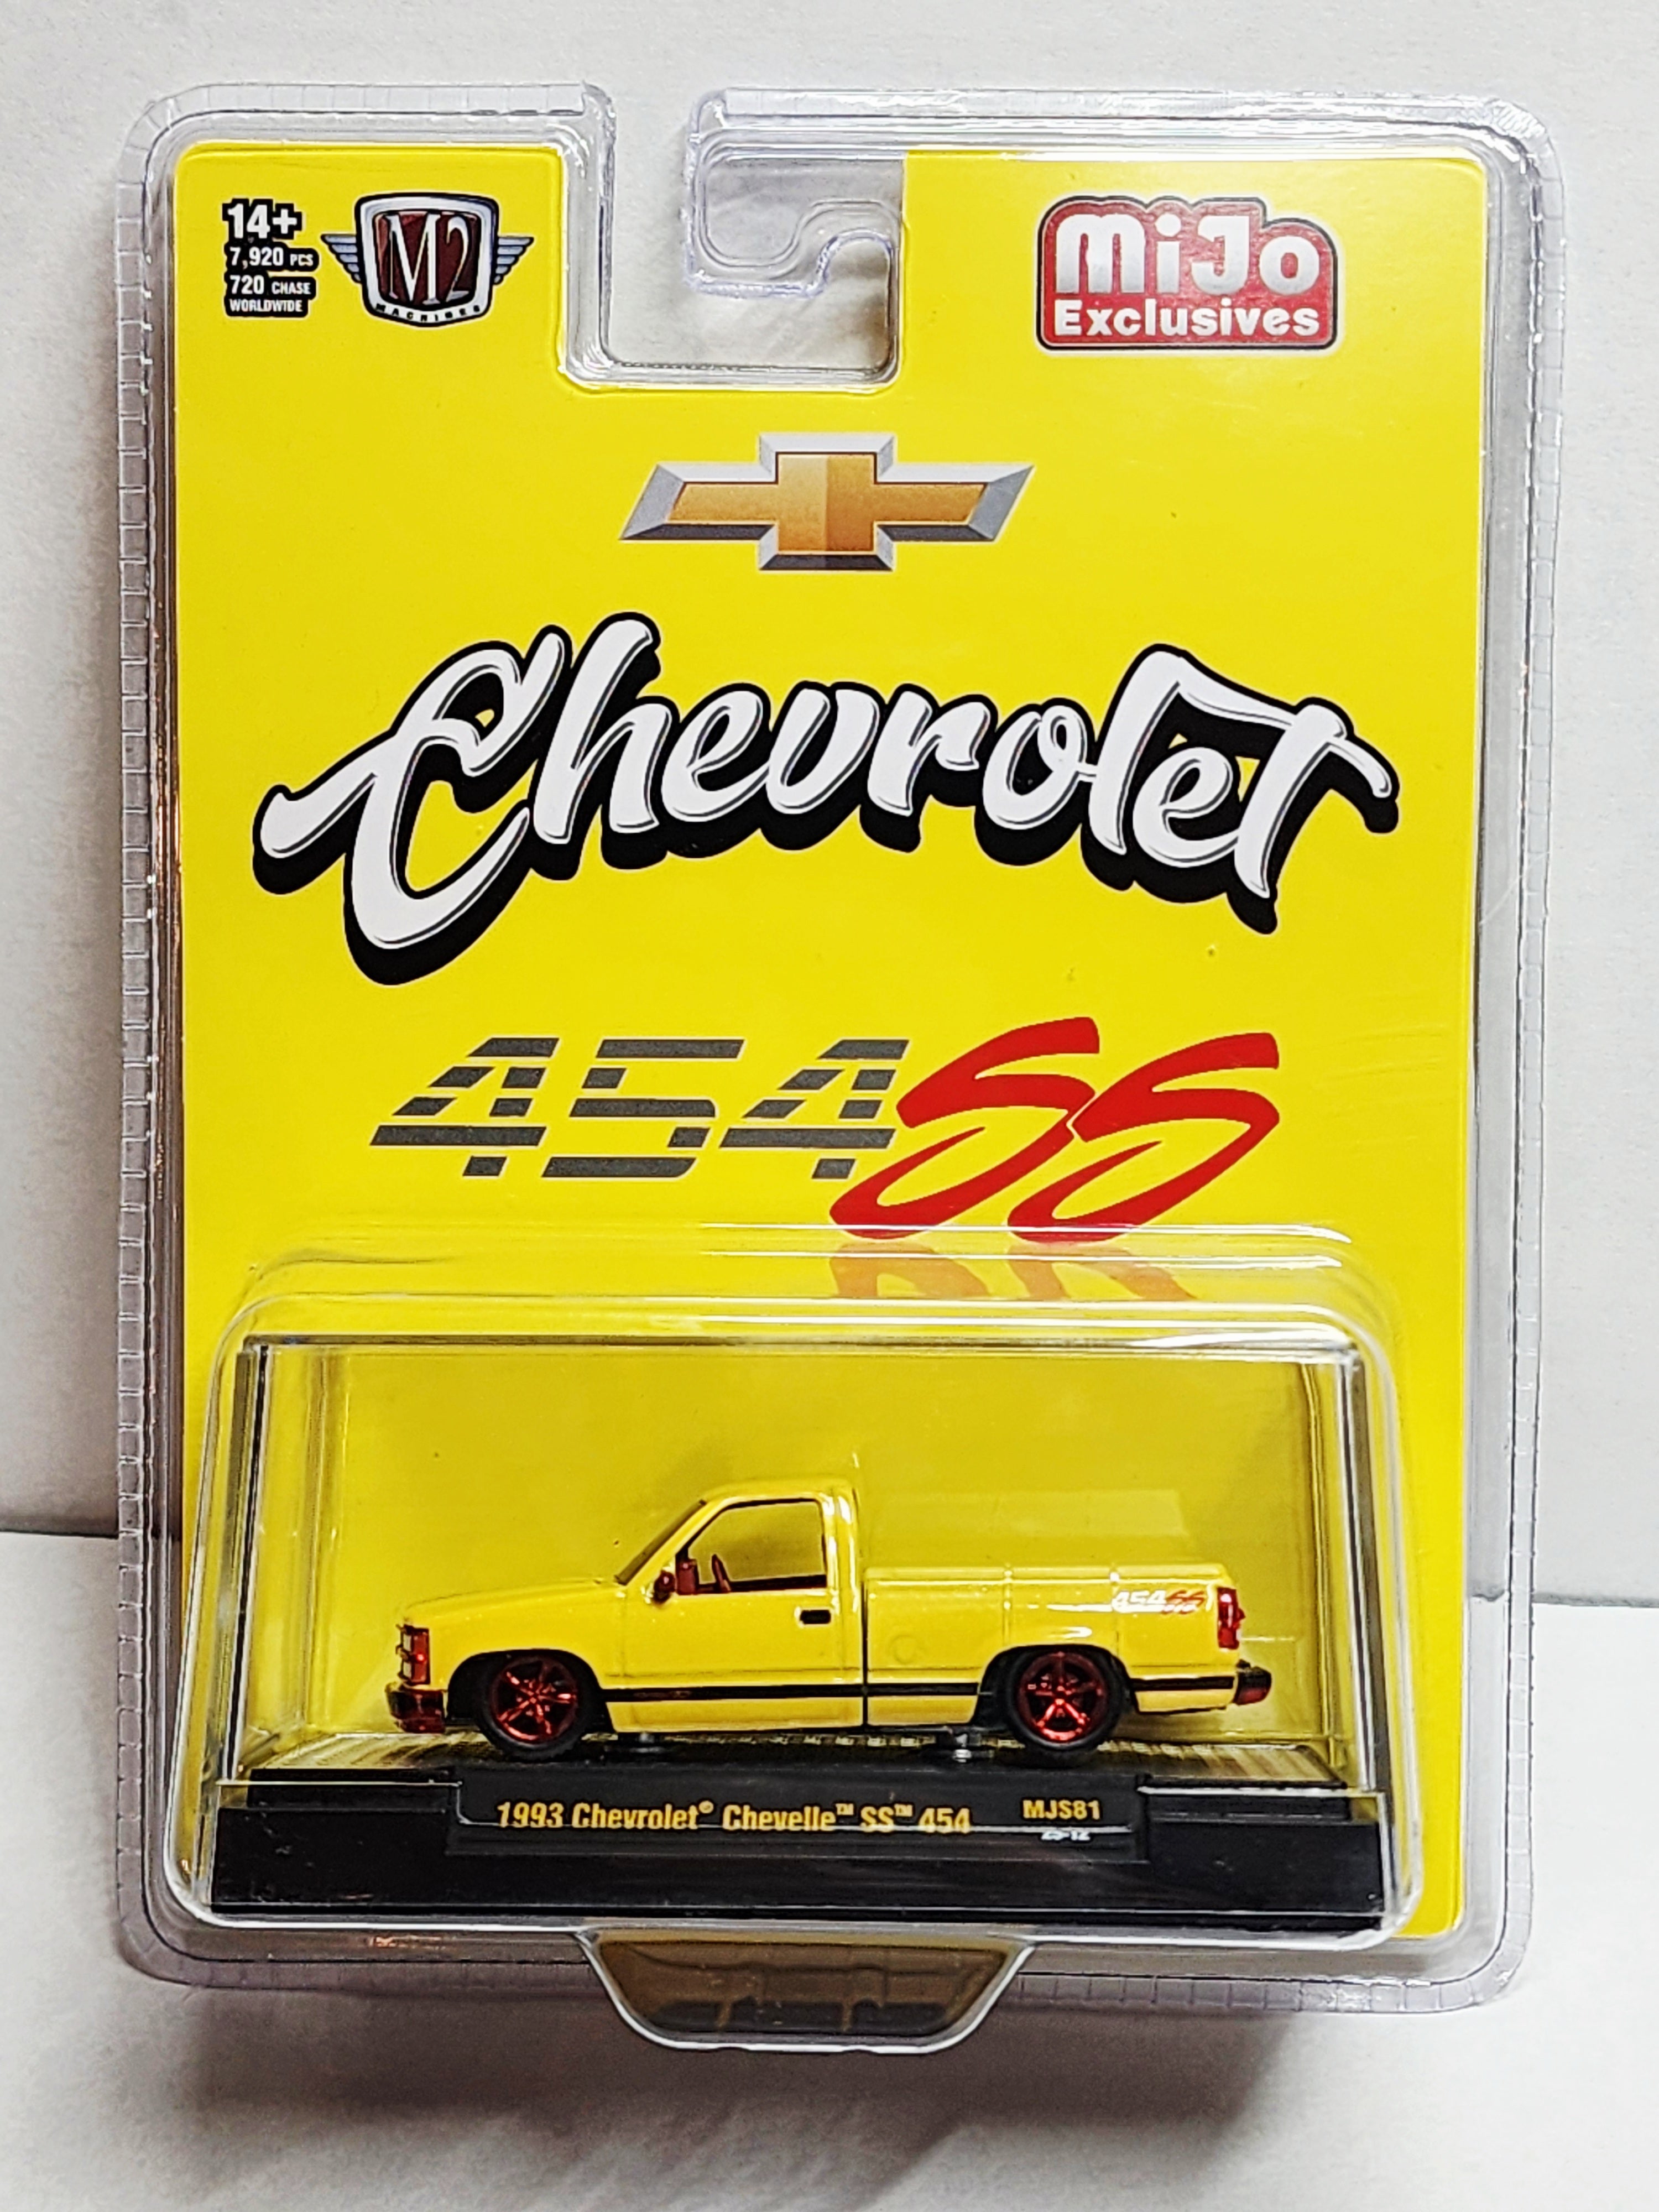 14+
7,920 PCS
720 CHASE
WORLDWIDE
M2
MACHINES
MiJo
Exclusives
Chevrolet
454SS
454SS
1993 Chevrolet® Chevelle™ SS™ 454
MJS81